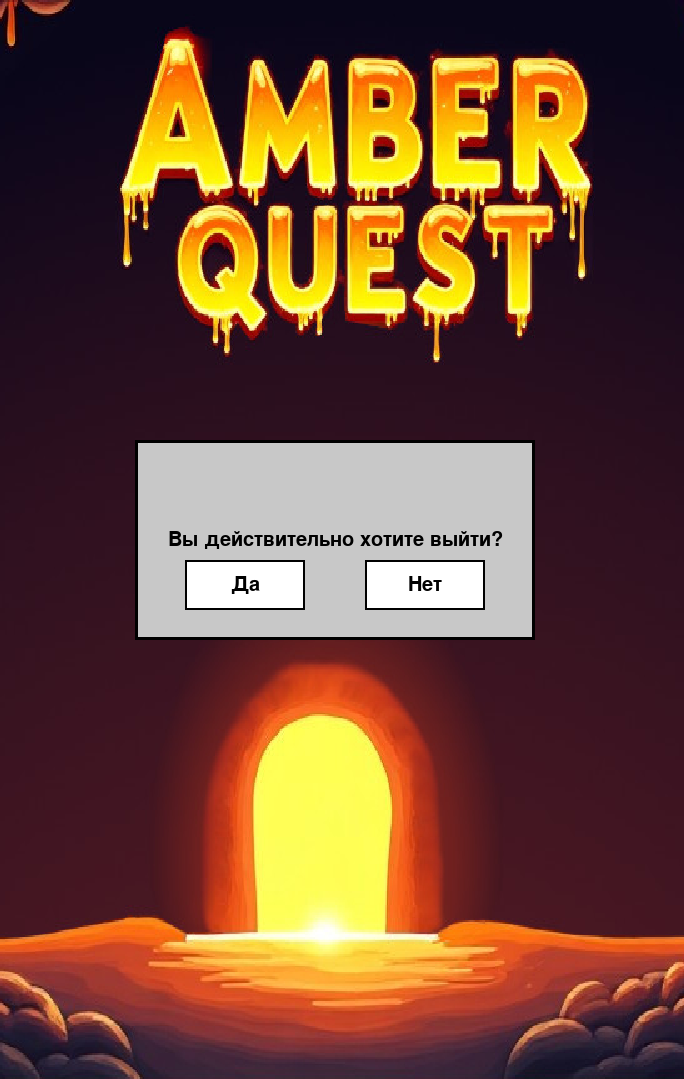 AMBER
QUEST
Вы действительно хотите выйти?
Да
Нет